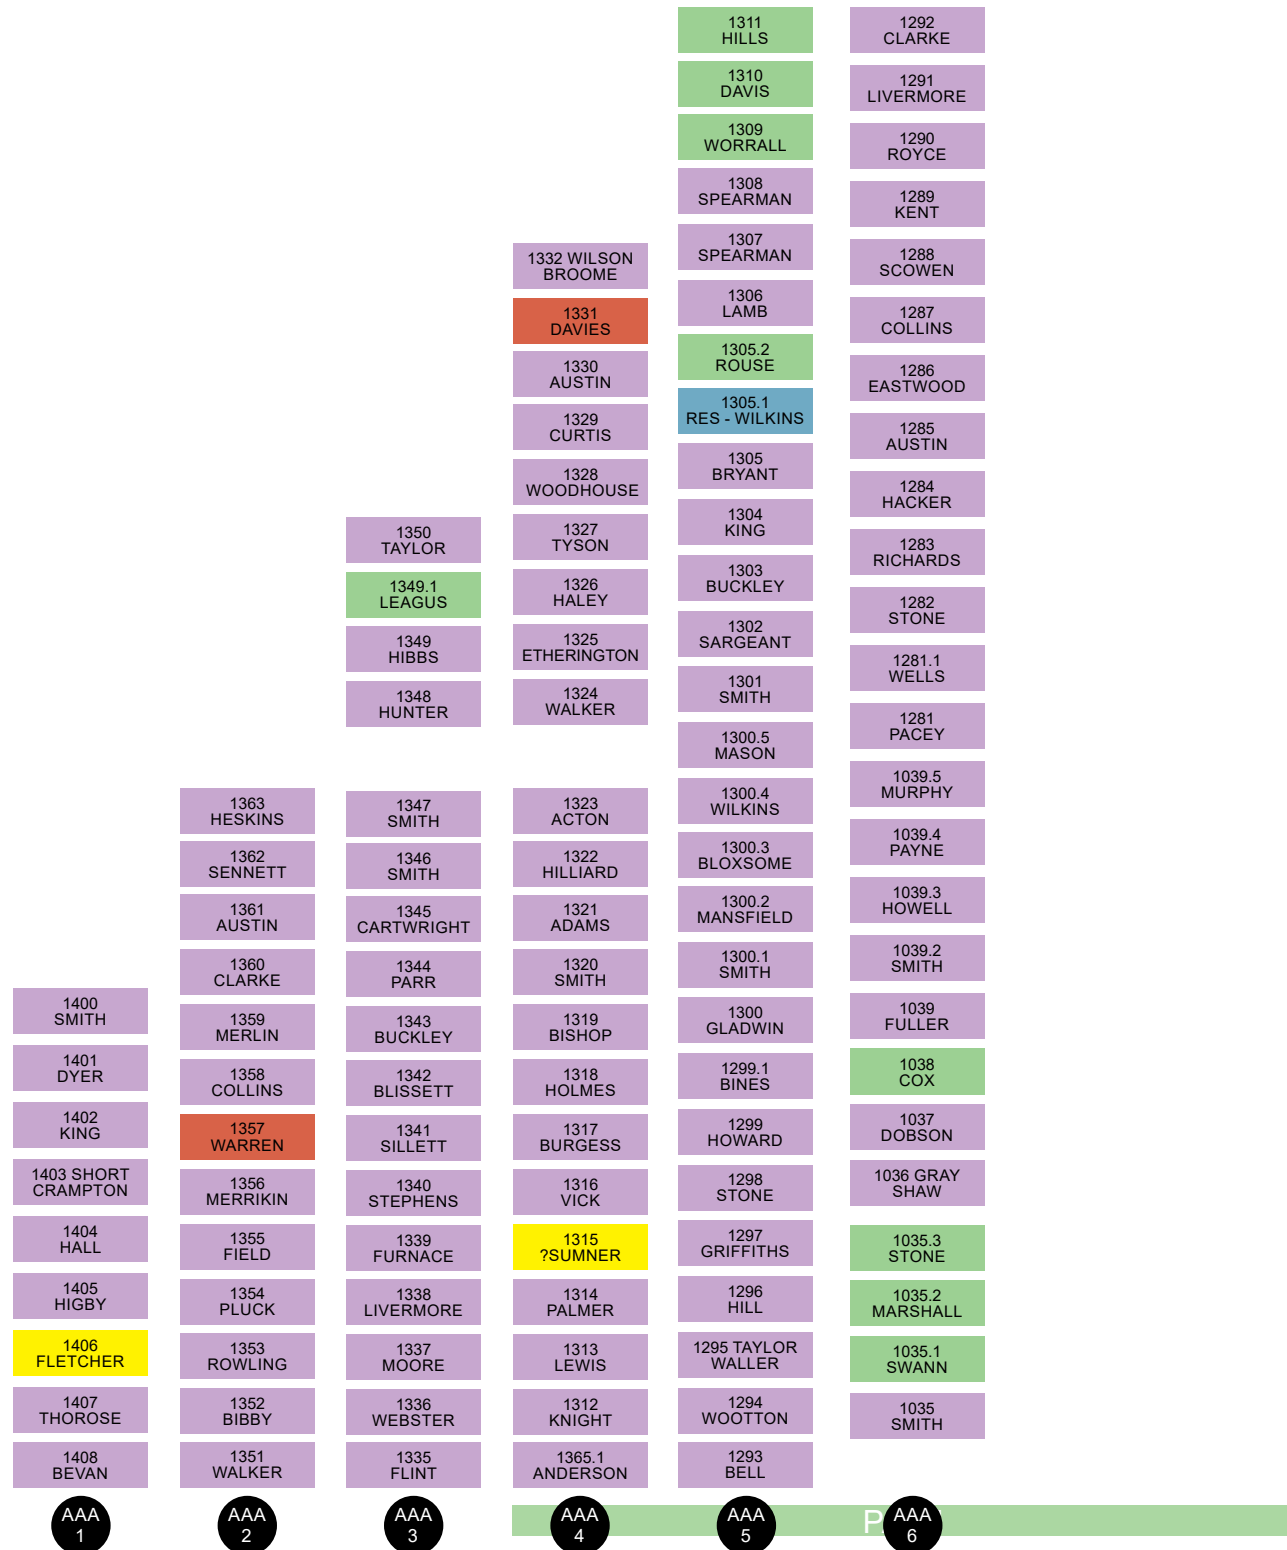 1400
SMITH
1401
DYER
1402
KING
1403 SHORT
CRAMPTON
1404
HALL
1405
HIGBY
1406
FLETCHER
1407
THOROSE
1408
BEVAN
AAA
1
1363
HESKINS
1362
SENNETT
1361
AUSTIN
1360
CLARKE
1359
MERLIN
1358
COLLINS
1357
WARREN
1356
MERRIKIN
1355
FIELD
1354
PLUCK
1353
ROWLING
1352
BIBBY
1351
WALKER
AAA
2
1350
TAYLOR
1349.1
LEAGUS
1349
HIBBS
1348
HUNTER
1347
SMITH
1346
SMITH
1345
CARTWRIGHT
1344
PARR
1343
BUCKLEY
1342
BLISSETT
1341
SILLETT
1340
STEPHENS
1339
FURNACE
1338
LIVERMORE
1337
MOORE
1336
WEBSTER
1335
FLINT
AAA
3
1332 WILSON
BROOME
1331
DAVIES
1330
AUSTIN
1329
CURTIS
1328
WOODHOUSE
1327
TYSON
1326
HALEY
1325
ETHERINGTON
1324
WALKER
1323
ACTON
1322
HILLIARD
1321
ADAMS
1320
SMITH
1319
BISHOP
1318
HOLMES
1317
BURGESS
1316
VICK
1315
?SUMNER
1314
PALMER
1313
LEWIS
1312
KNIGHT
1365.1
ANDERSON
AAA
4
1311
HILLS
1310
DAVIS
1309
WORRALL
1308
SPEARMAN
1307
SPEARMAN
1306
LAMB
1305.2
ROUSE
1305.1
RES - WILKINS
1305
BRYANT
1304
KING
1303
BUCKLEY
1302
SARGEANT
1301
SMITH
1300.5
MASON
1300.4
WILKINS
1300.3
BLOXSOME
1300.2
MANSFIELD
1300.1
SMITH
1300
GLADWIN
1299.1
BINES
1299
HOWARD
1298
STONE
1297
GRIFFITHS
1296
HILL
1295 TAYLOR
WALLER
1294
WOOTTON
1293
BELL
AAA
5
1292
CLARKE
1291
LIVERMORE
1290
ROYCE
1289
KENT
1288
SCOWEN
1287
COLLINS
1286
EASTWOOD
1285
AUSTIN
1284
HACKER
1283
RICHARDS
1282
STONE
1281.1
WELLS
1281
PACEY
1039.5
MURPHY
1039.4
PAYNE
1039.3
HOWELL
1039.2
SMITH
1039
FULLER
1038
COX
1037
DOBSON
1036 GRAY
SHAW
1035.3
STONE
1035.2
MARSHALL
1035.1
SWANN
1035
SMITH
AAA
6